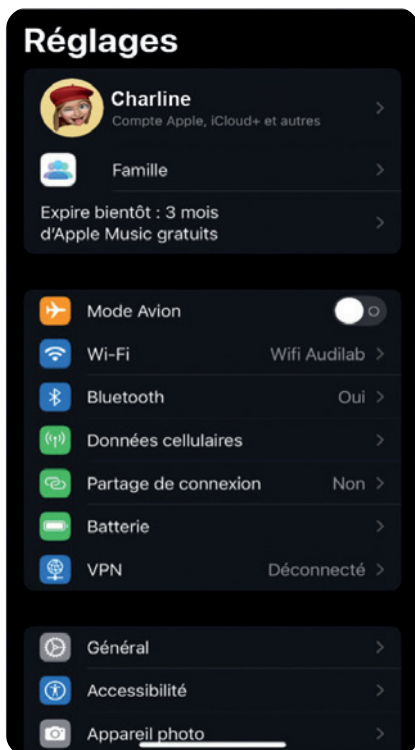 Réglages
Charline
Compte Apple, iCloud+ et autres
Famille
Expire bientôt : 3 mois
d'Apple Music gratuits
Mode Avion
Wi-Fi Wifi Audilab
Bluetooth Oui
Données cellulaires
Partage de connexion Non
Batterie
VPN Déconnecté
Général
Accessibilité
Appareil photo